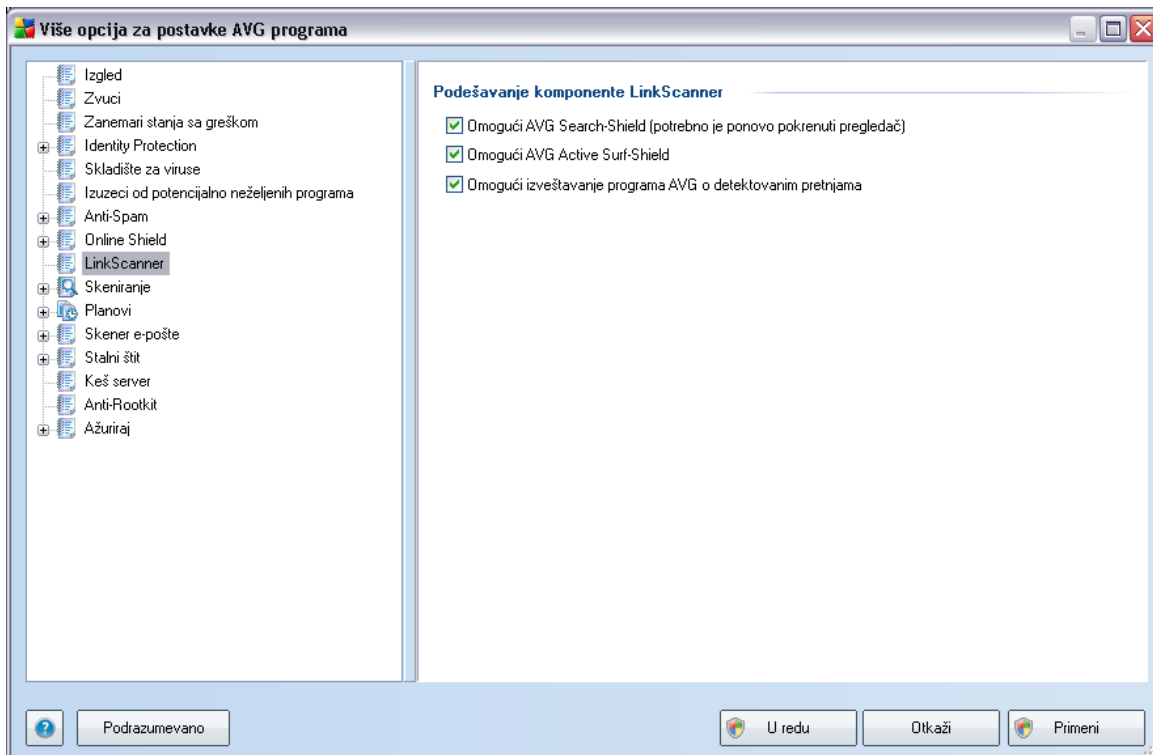 Više opcija za postavke AVG programa
Izgled
Zvuci
Zanemari stanja sa greškom
Identity Protection
Skladište za viruse
Izuzeci od potencijalno neželjenih programa
Anti-Spam
Online Shield
LinkScanner
Skeniranje
Planovi
Skener e-pošte
Stalni štit
Keš server
Anti-Rootkit
Ažuriraj
Podešavanje komponente LinkScanner
Omogući AVG Search-Shield (potrebno je ponovo pokrenuti pregledač)
Omogući AVG Active Surf-Shield
Omogući izveštavanje programa AVG o detektovanim pretnjama
?
Podrazumevano
U redu
Otkaži
Primeni